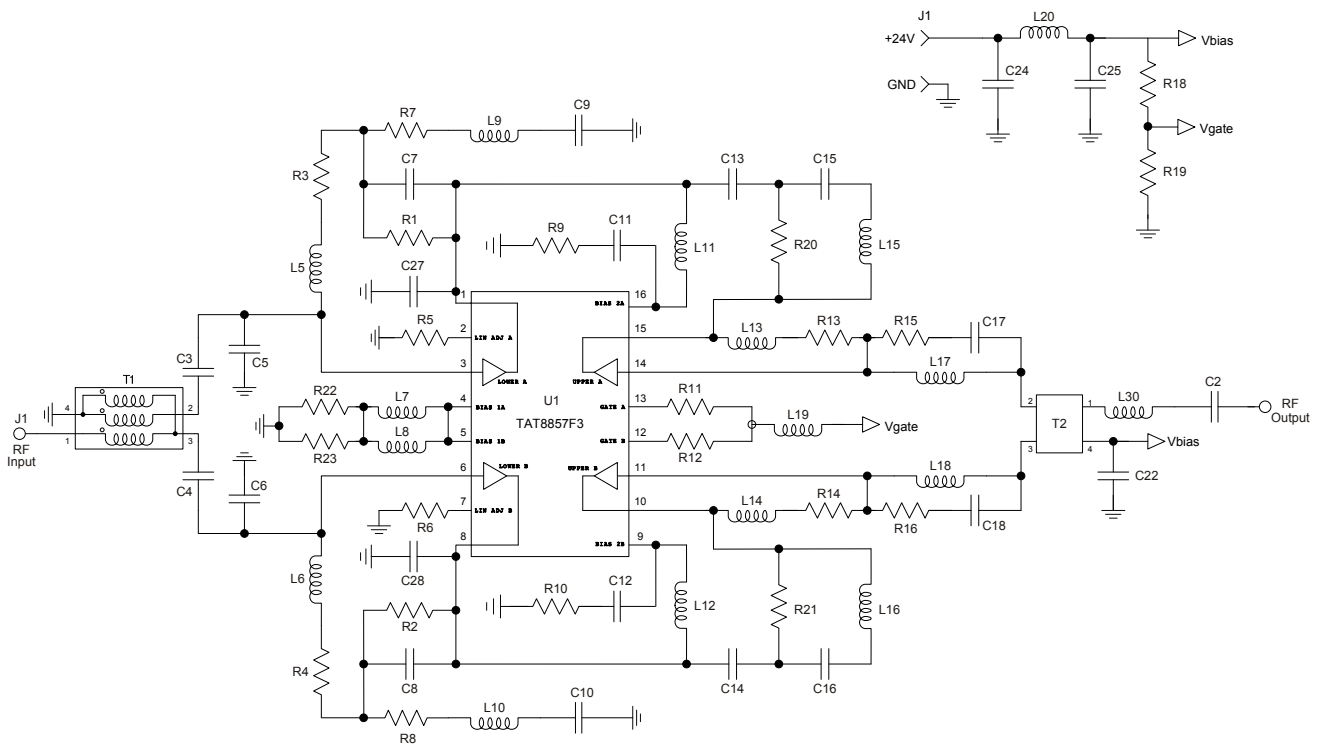 J1
+24V
L20
Vbias
C24
C25
R18
GND
Vgate
R19
R7
L9
C9
R3
C7
C13
C15
R1
R9
C11
L11
R20
L15
L5
C27
1
16
BIAS 2A
R5
2
LIN ADJ A
15
L13
R13
R15
C17
C3
C5
3
LOWER A
14
UPPER A
L17
T1
4
2
1
3
J1
RF
Input
R22
L7
4
BIAS 1A
U1
TAT8857F3
GATE A
13
R11
R23
L8
5
BIAS 1B
GATE B
12
R12
L19
Vgate
2
1
3
4
T2
L30
C2
RF
Output
Vbias
C22
C4
C6
6
LOWER B
UPPER B
11
L18
R6
7
LIN ADJ B
10
L14
R14
R16
C18
8
BIAS 2B
9
C28
L6
R10
C12
L12
R21
L16
R2
R4
C8
C14
C16
R8
L10
C10